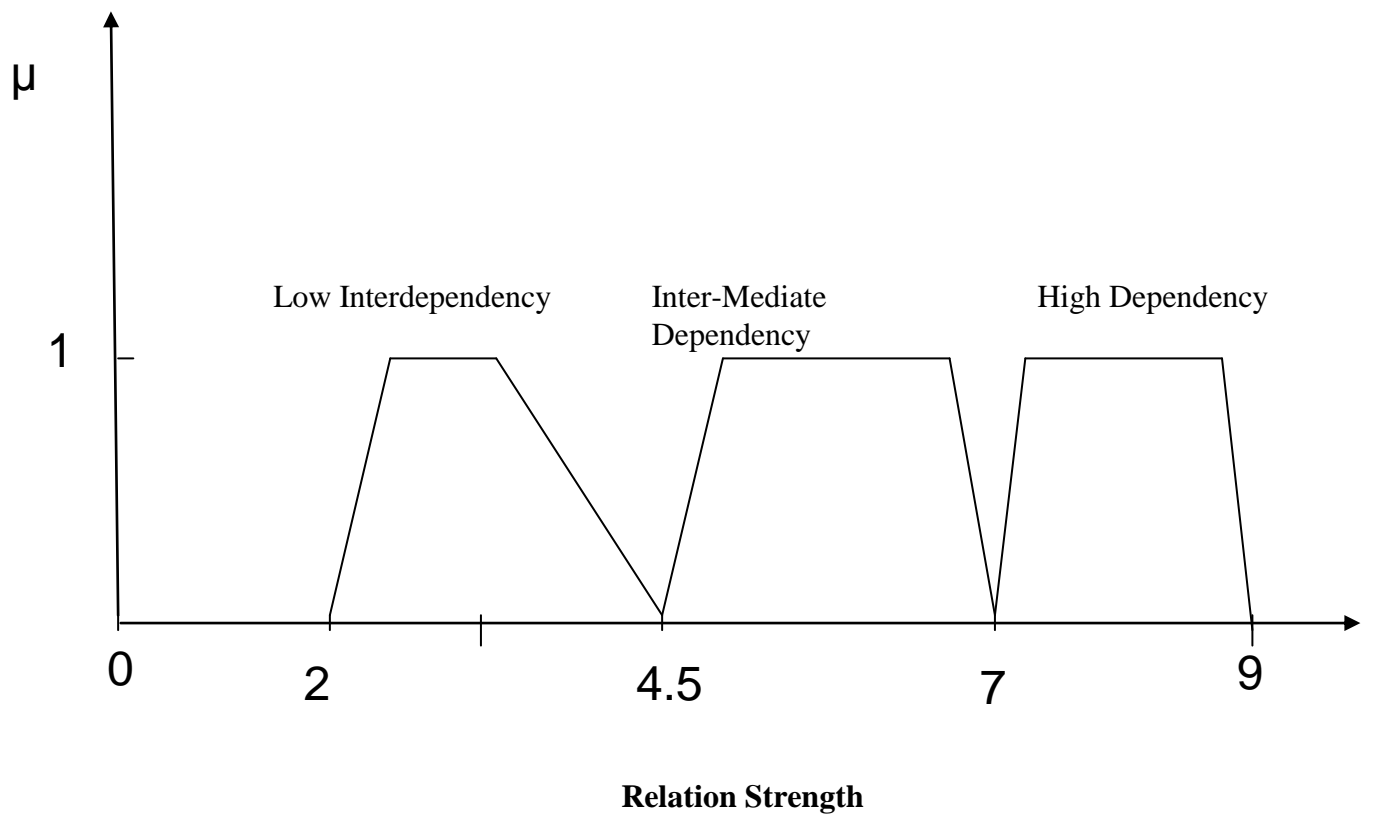 µ
Low Interdependency
Inter-Mediate
Dependency
High Dependency
1
0
2
4.5
7
9
Relation Strength